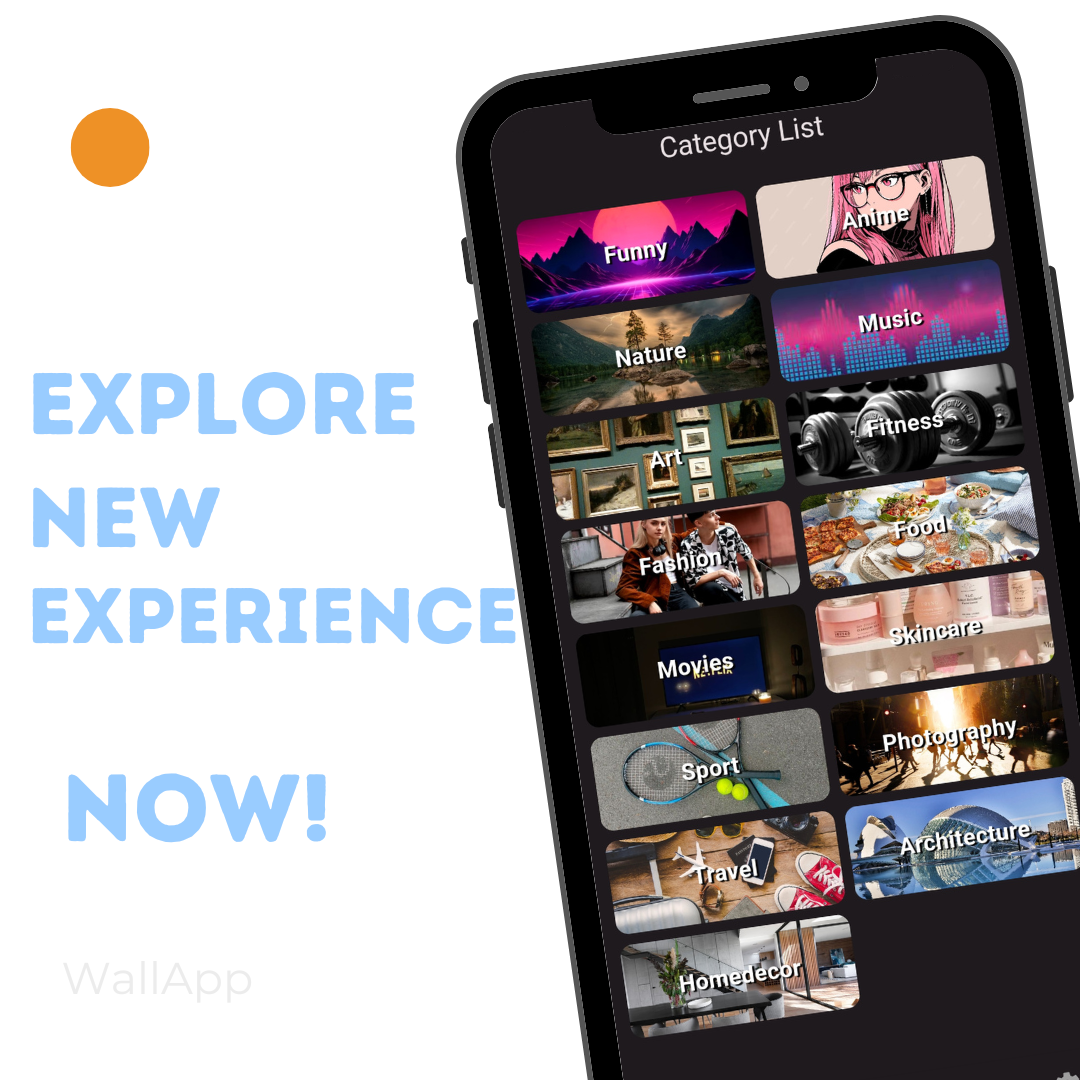 EXPLORE
NEW
EXPERIENCE
NOW!
WallApp
Category List
Funny
Anime
Nature
Music
Art
Fitness
Fashion
Food
Movies
Skincare
Sport
Photography
Travel
Architecture
Homedecor